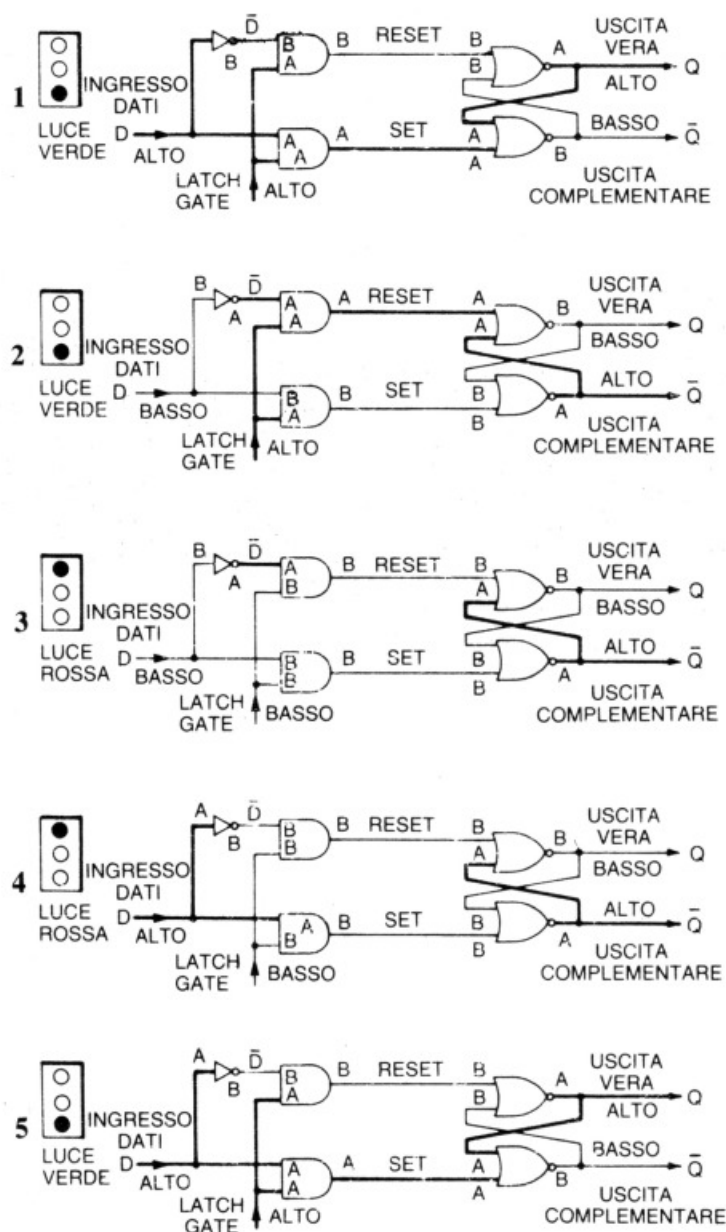 1
INGRESSO
DATI
LUCE
VERDE
D
ALTO
D̅
B
B
A
A
A
LATCH
GATE
ALTO
B RESET B
B
A SET A
A
A
B
USCITA
VERA
ALTO
Q
BASSO
Q̅
USCITA
COMPLEMENTARE
2
INGRESSO
DATI
LUCE
VERDE
D
BASSO
B
D̅
A
A
A
B
A
LATCH
GATE
ALTO
A RESET A
A
B SET B
B
B
A
USCITA
VERA
BASSO
Q
ALTO
Q̅
USCITA
COMPLEMENTARE
3
INGRESSO
DATI
LUCE
ROSSA
D
BASSO
B
D̅
A
A
B
B
B
LATCH
GATE
BASSO
B RESET B
A
B SET B
B
B
A
USCITA
VERA
BASSO
Q
ALTO
Q̅
USCITA
COMPLEMENTARE
4
INGRESSO
DATI
LUCE
ROSSA
D
ALTO
A
D̅
B
B
B
A
B
LATCH
GATE
BASSO
B RESET B
A
B SET B
B
B
A
USCITA
VERA
BASSO
Q
ALTO
Q̅
USCITA
COMPLEMENTARE
5
INGRESSO
DATI
LUCE
VERDE
D
ALTO
A
D̅
B
B
A
A
A
LATCH
GATE
ALTO
B RESET B
B
A SET A
A
A
B
USCITA
VERA
ALTO
Q
BASSO
Q̅
USCITA
COMPLEMENTARE